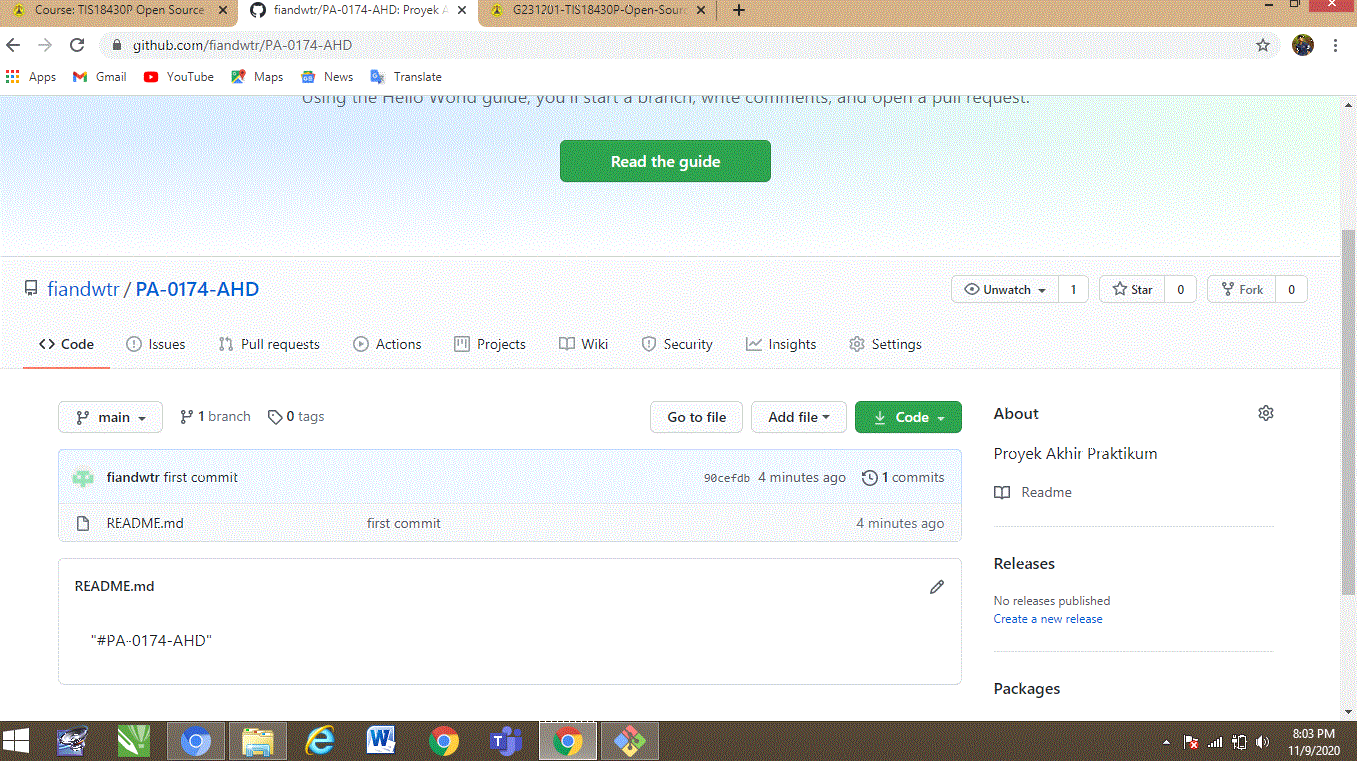 Course: TIS18430P Open Source
fiandwtr/PA-0174-AHD: Proyek A
G231201-TIS18430P-Open-Sour
github.com/fiandwtr/PA-0174-AHD
Apps Gmail YouTube Maps News Translate
Using the Hello World guide, you'll start a branch, write comments, and open a pull request.
Read the guide
fiandwtr / PA-0174-AHD
Unwatch 1 Star 0 Fork 0
Code Issues Pull requests Actions Projects Wiki Security Insights Settings
main 1 branch 0 tags Go to file Add file Code
fiandwtr first commit 90cefdb 4 minutes ago 1 commits
README.md first commit 4 minutes ago
README.md
"#PA-0174-AHD"
About
Proyek Akhir Praktikum
Readme
Releases
No releases published
Create a new release
Packages
8:03 PM
11/9/2020